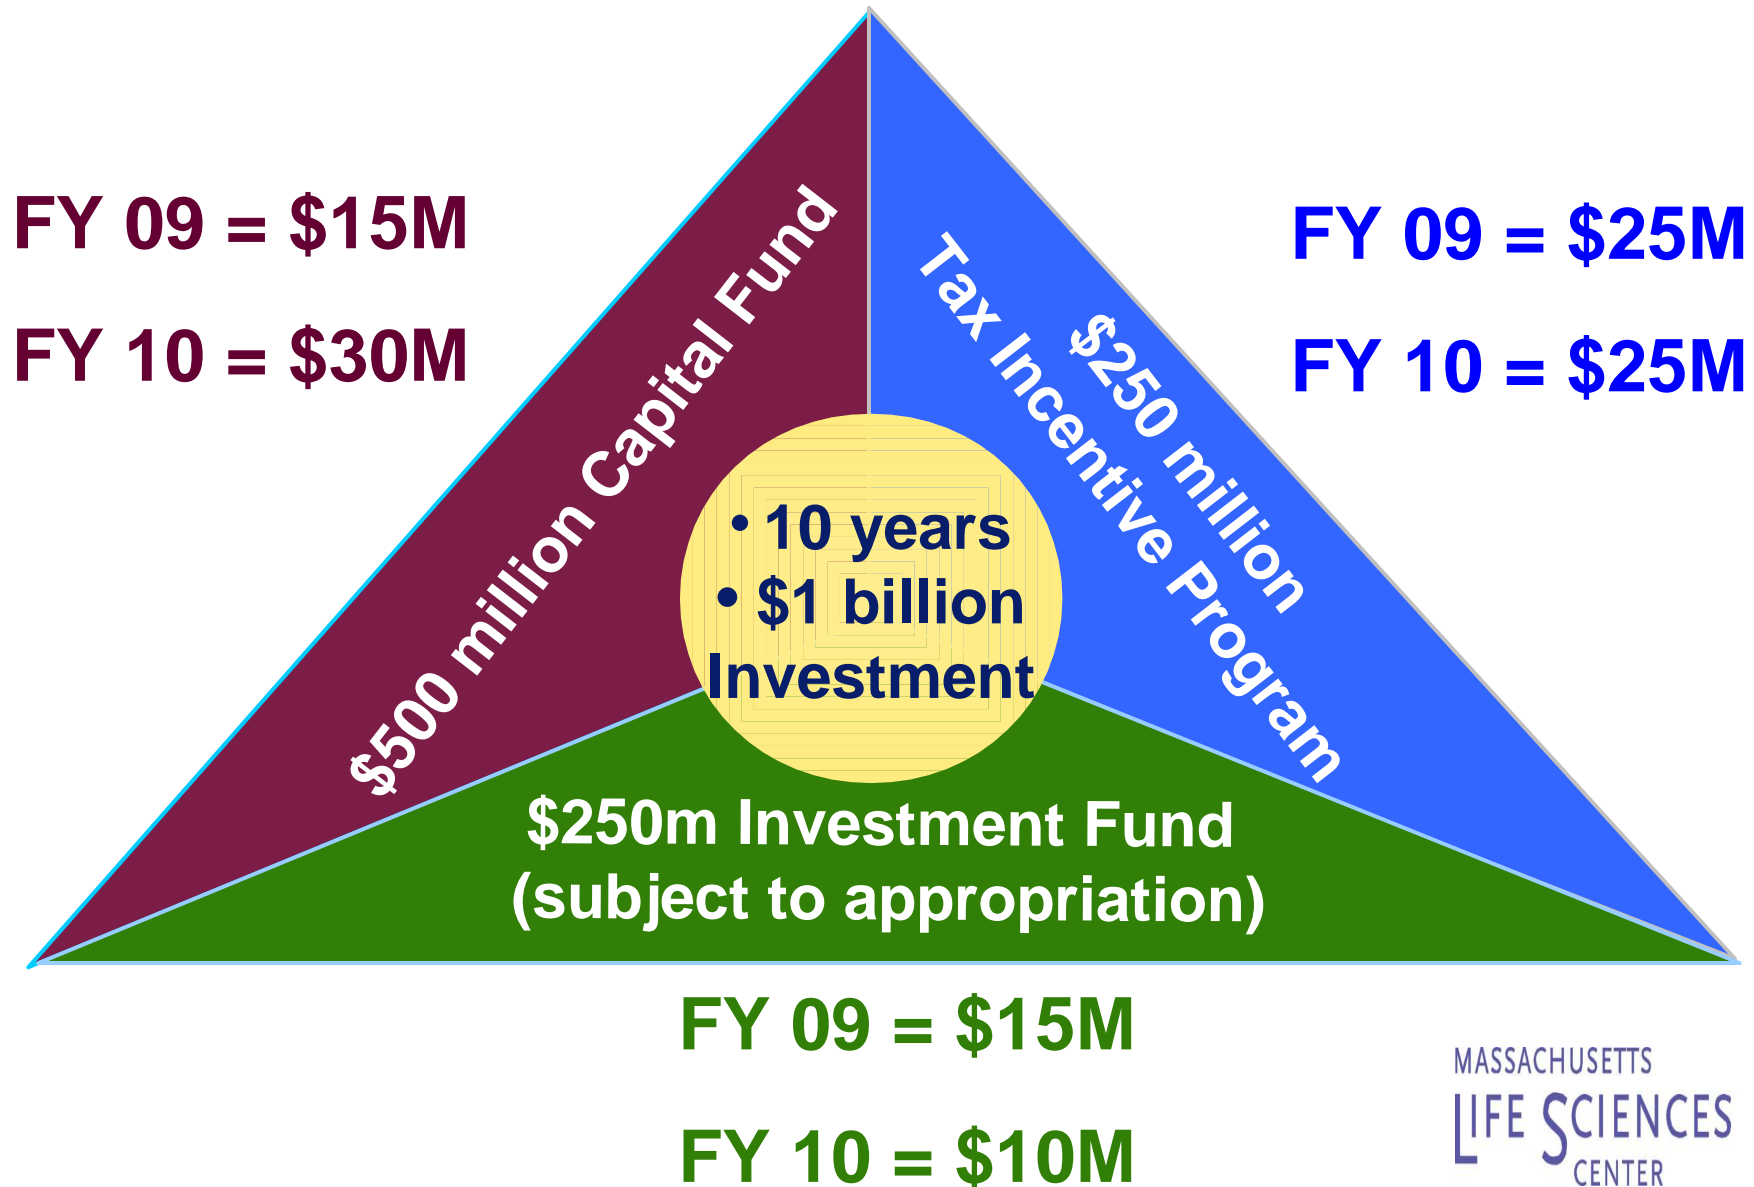 FY 09 = $15M
FY 10 = $30M
$500 million Capital Fund
$250 million
Tax Incentive Program
FY 09 = $25M
FY 10 = $25M
• 10 years
• $1 billion
Investment
$250m Investment Fund
(subject to appropriation)
FY 09 = $15M
FY 10 = $10M
MASSACHUSETTS
LIFE SCIENCES
CENTER